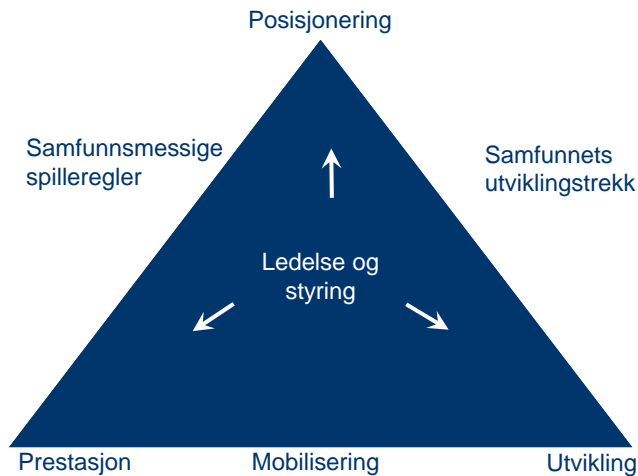 Posisjonering
Samfunnsmessige
spilleregler
Samfunnets
utviklingstrekk
Ledelse og
styring
Prestasjon
Mobilisering
Utvikling